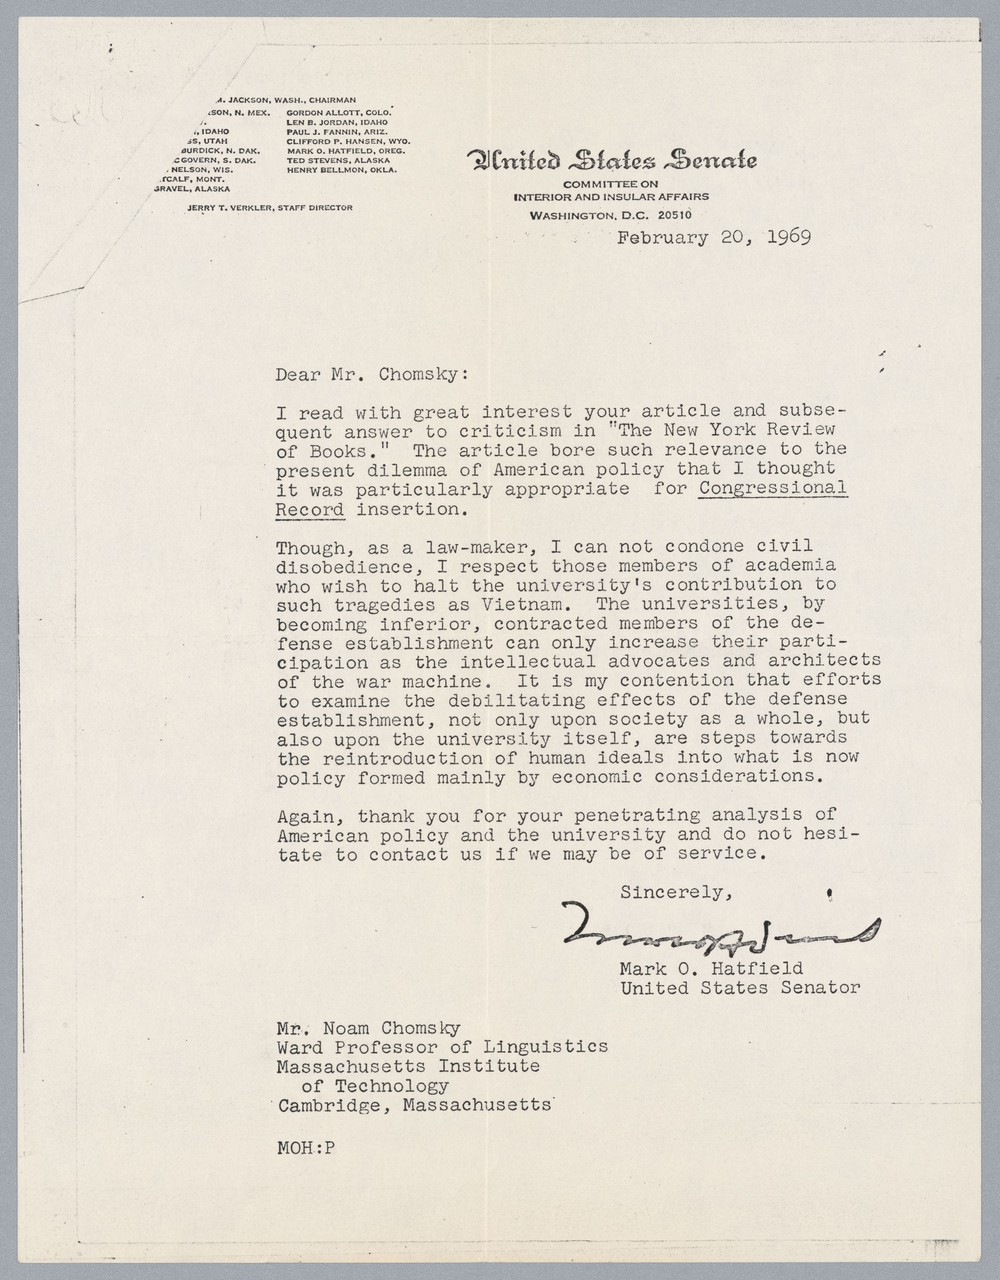 JACKSON, WASH., CHAIRMAN
N. MEX. GORDON ALLOTT, COLO.
LEN B. JORDAN, IDAHO
IDAHO PAUL J. FANNIN, ARIZ.
UTAH CLIFFORD P. HANSEN, WYO.
BURDICK, N. DAK. MARK O. HATFIELD, OREG.
GOVERN, S. DAK. TED STEVENS, ALASKA
NELSON, WIS. HENRY BELLMON, OKLA.
TCALF, MONT.
GRAVEL, ALASKA
JERRY T. VERKLER, STAFF DIRECTOR
United States Senate
COMMITTEE ON
INTERIOR AND INSULAR AFFAIRS
WASHINGTON, D.C. 20510
February 20, 1969
Dear Mr. Chomsky:
I read with great interest your article and subse-
quent answer to criticism in "The New York Review
of Books." The article bore such relevance to the
present dilemma of American policy that I thought
it was particularly appropriate for Congressional
Record insertion.
Though, as a law-maker, I can not condone civil
disobedience, I respect those members of academia
who wish to halt the university's contribution to
such tragedies as Vietnam. The universities, by
becoming inferior, contracted members of the de-
fense establishment can only increase their parti-
cipation as the intellectual advocates and architects
of the war machine. It is my contention that efforts
to examine the debilitating effects of the defense
establishment, not only upon society as a whole, but
also upon the university itself, are steps towards
the reintroduction of human ideals into what is now
policy formed mainly by economic considerations.
Again, thank you for your penetrating analysis of
American policy and the university and do not hesi-
tate to contact us if we may be of service.
Sincerely,
Mark O. Hatfield
United States Senator
Mr. Noam Chomsky
Ward Professor of Linguistics
Massachusetts Institute
of Technology
Cambridge, Massachusetts
MOH:P